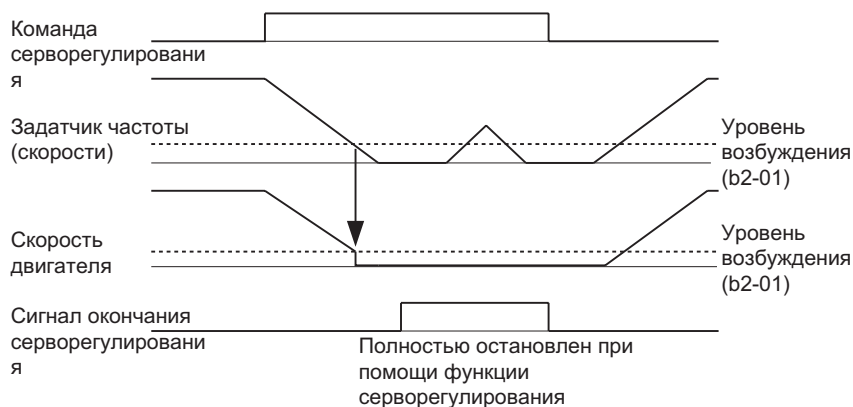 Команда
серворегулировани
я
Задатчик частоты
(скорости)
Уровень
возбуждения
(b2-01)
Скорость
двигателя
Уровень
возбуждения
(b2-01)
Сигнал окончания
серворегулировани
я
Полностью остановлен при
помощи функции
серворегулирования